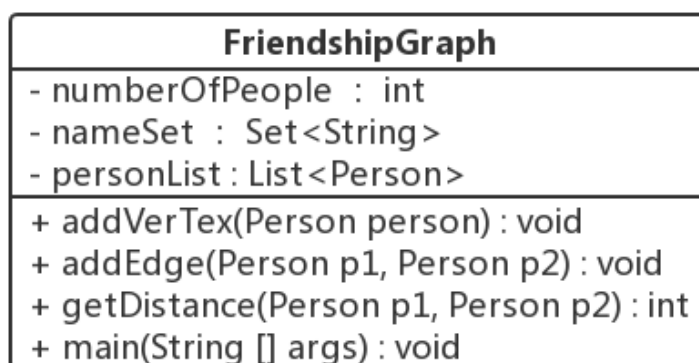 FriendshipGraph
- numberOfPeople : int
- nameSet : Set<String>
- personList : List<Person>
+ addVerTex(Person person) : void
+ addEdge(Person p1, Person p2) : void
+ getDistance(Person p1, Person p2) : int
+ main(String [] args) : void